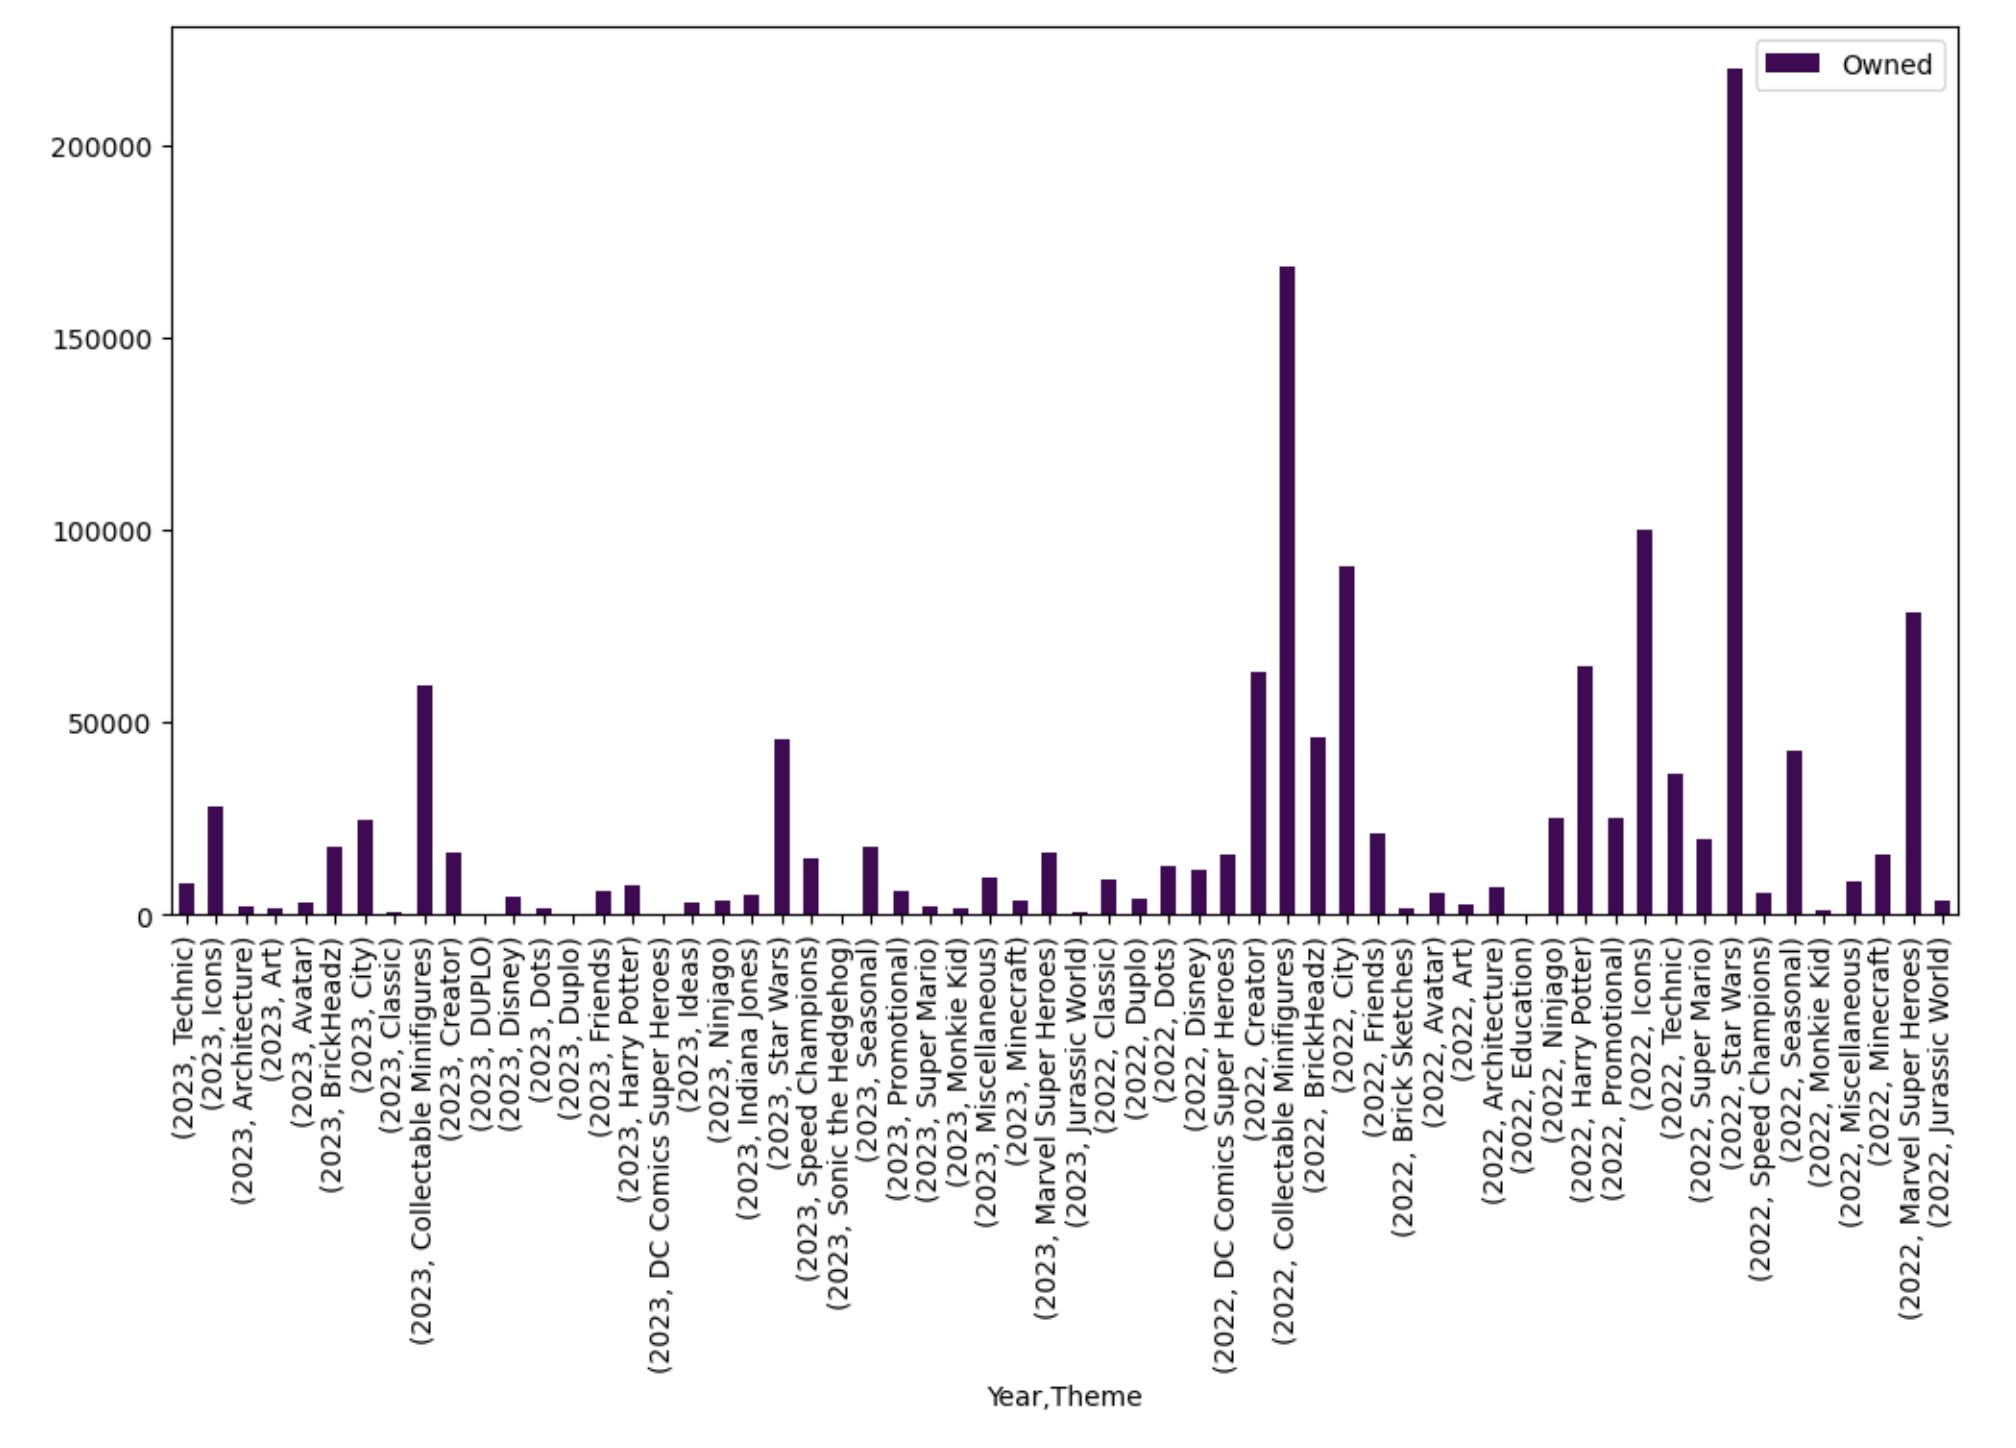 Owned
200000
150000
100000
50000
0
(2023, Technic)
(2023, Icons)
(2023, Architecture)
(2023, Art)
(2023, Avatar)
(2023, BrickHeadz)
(2023, City)
(2023, Classic)
(2023, Collectable Minifigures)
(2023, Creator)
(2023, DUPLO)
(2023, Disney)
(2023, Dots)
(2023, Duplo)
(2023, Friends)
(2023, Harry Potter)
(2023, DC Comics Super Heroes)
(2023, Ideas)
(2023, Ninjago)
(2023, Indiana Jones)
(2023, Star Wars)
(2023, Speed Champions)
(2023, Sonic the Hedgehog)
(2023, Seasonal)
(2023, Promotional)
(2023, Super Mario)
(2023, Monkie Kid)
(2023, Miscellaneous)
(2023, Minecraft)
(2023, Marvel Super Heroes)
(2023, Jurassic World)
(2022, Classic)
(2022, Duplo)
(2022, Dots)
(2022, Disney)
(2022, DC Comics Super Heroes)
(2022, Creator)
(2022, Collectable Minifigures)
(2022, BrickHeadz)
(2022, City)
(2022, Friends)
(2022, Brick Sketches)
(2022, Avatar)
(2022, Art)
(2022, Architecture)
(2022, Education)
(2022, Ninjago)
(2022, Harry Potter)
(2022, Promotional)
(2022, Icons)
(2022, Technic)
(2022, Super Mario)
(2022, Star Wars)
(2022, Speed Champions)
(2022, Seasonal)
(2022, Monkie Kid)
(2022, Miscellaneous)
(2022, Minecraft)
(2022, Marvel Super Heroes)
(2022, Jurassic World)
Year,Theme